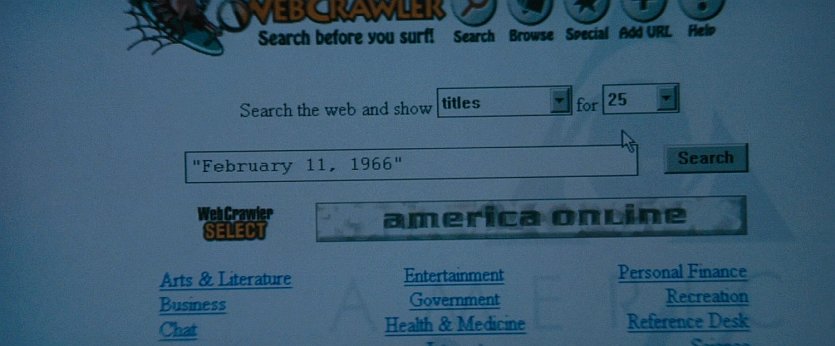 WEBCRAWLER
Search before you surf! Search Browse Special Add URL Help
Search the web and show titles for 25
"February 11, 1966" Search
WebCrawler
SELECT
america online
Arts & Literature Entertainment Personal Finance
Business Government Recreation
Chat Health & Medicine Reference Desk